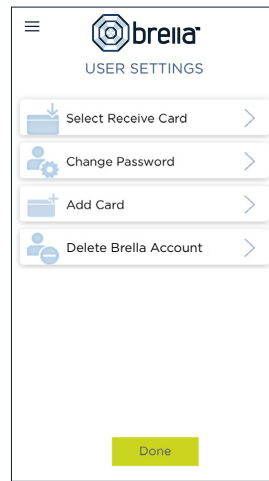 brella
USER SETTINGS
Select Receive Card
Change Password
Add Card
Delete Brella Account
Done